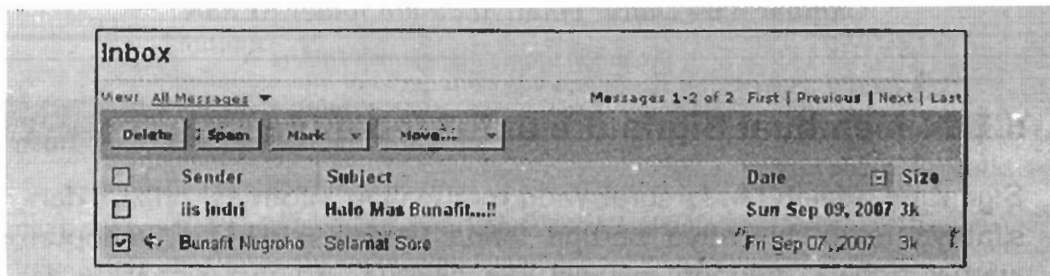 Inbox
View: All Messages Messages 1-2 of 2 First | Previous | Next | Last
Delete Spam Mark Move...
Sender Subject Date Size
iis Indri Halo Mas Bunafit...!! Sun Sep 09, 2007 3k
Bunafit Nugroho Selamat Sore Fri Sep 07, 2007 3k